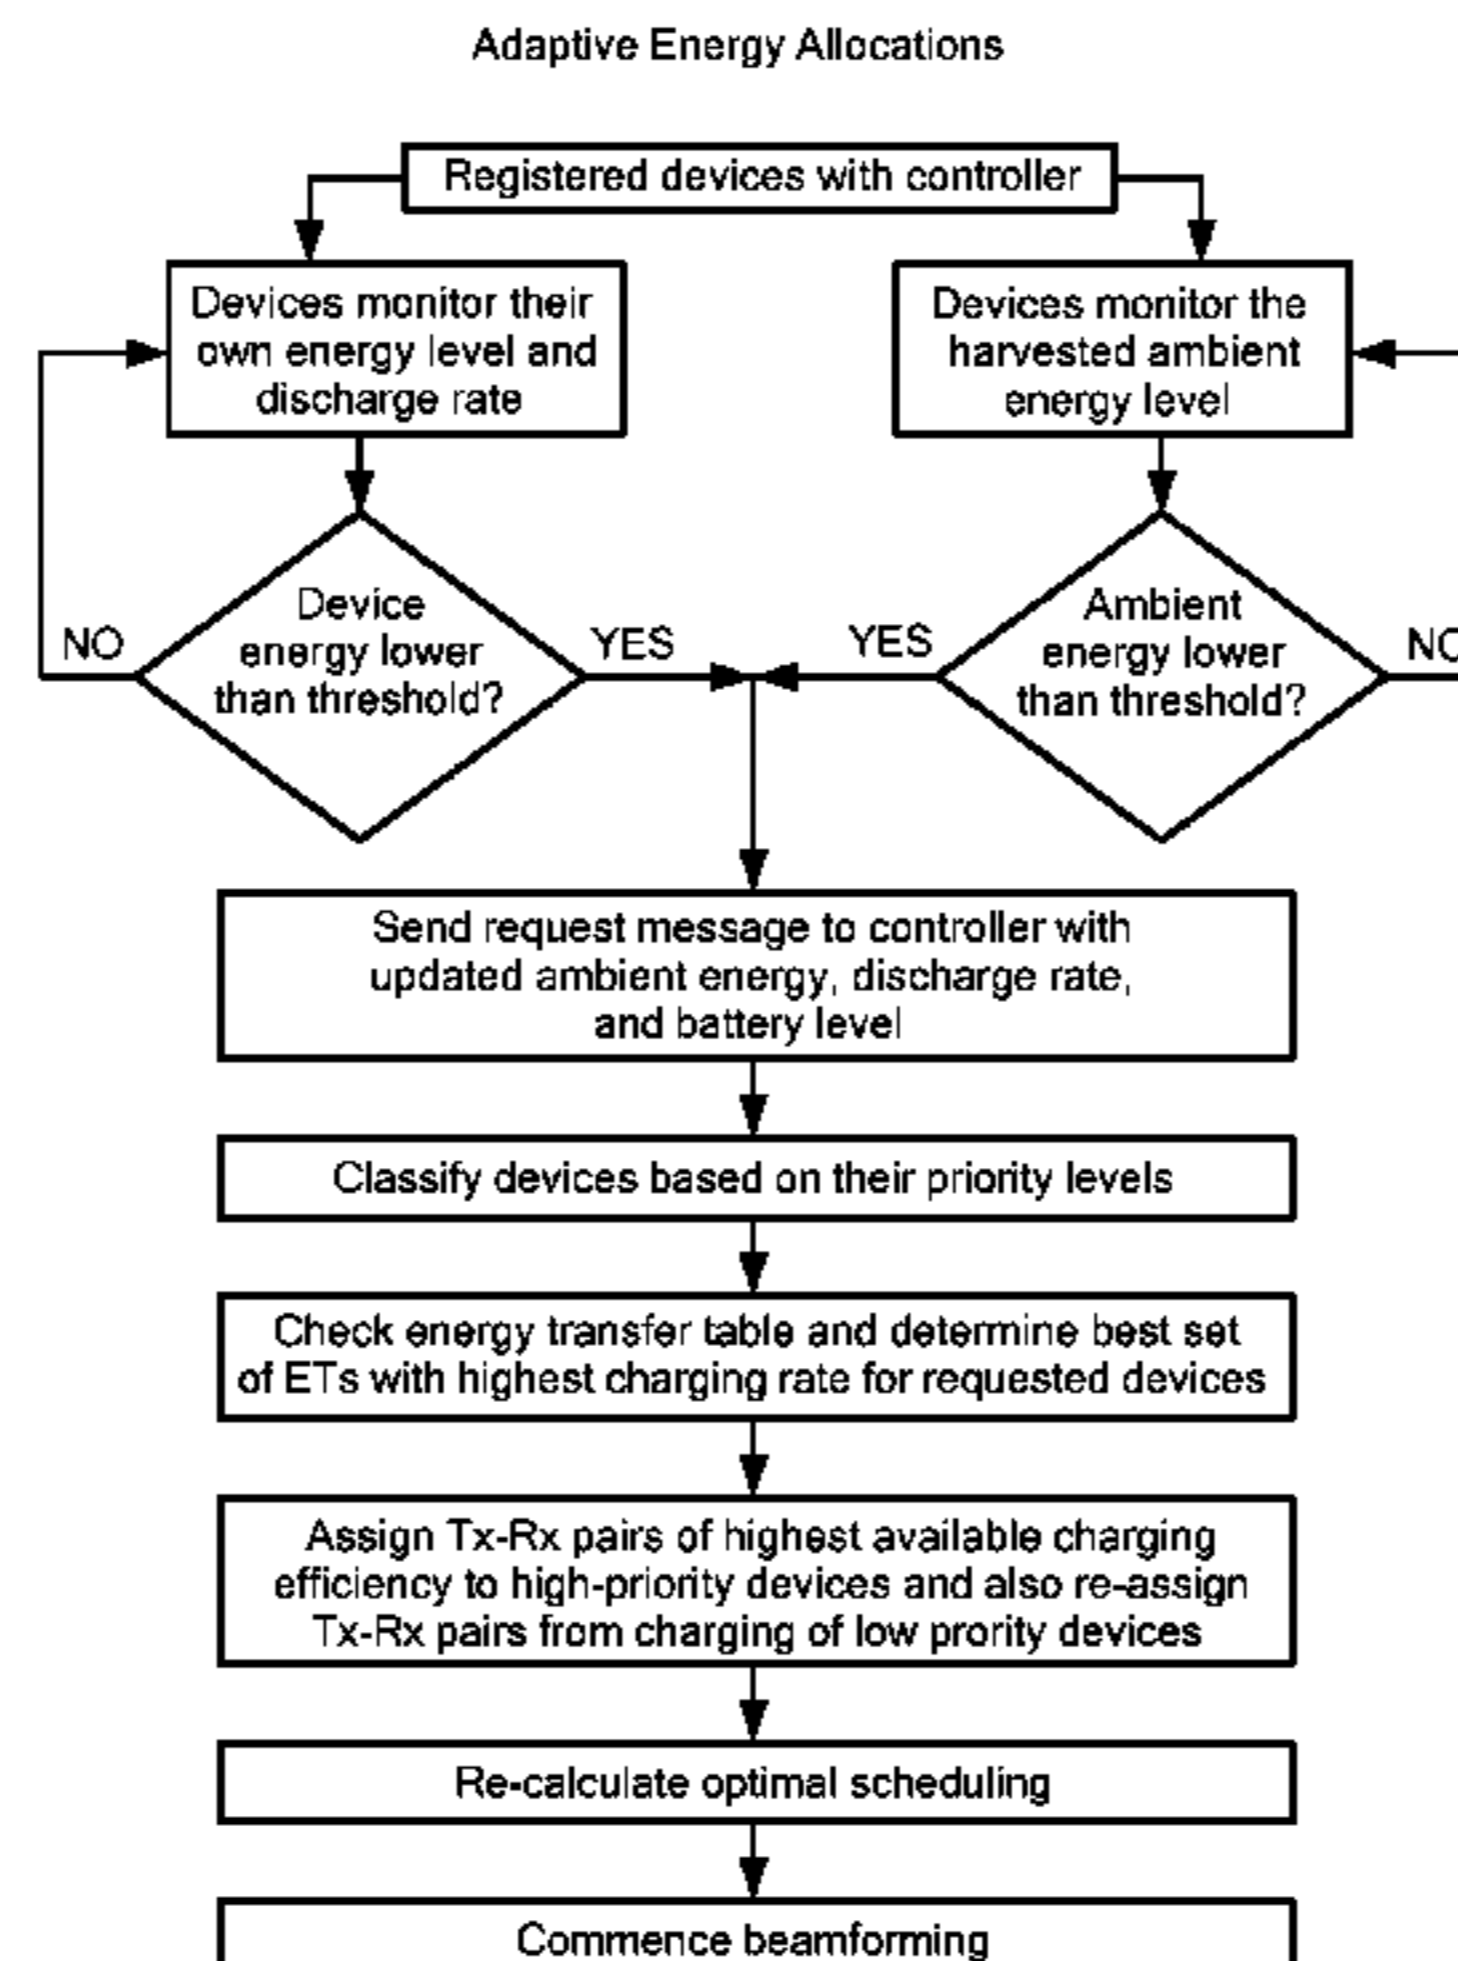 Adaptive Energy Allocations
Registered devices with controller
Devices monitor their
own energy level and
discharge rate
Devices monitor the
harvested ambient
energy level
Device
energy lower
than threshold?
NO
YES
Ambient
energy lower
than threshold?
YES
NO
Send request message to controller with
updated ambient energy, discharge rate,
and battery level
Classify devices based on their priority levels
Check energy transfer table and determine best set
of ETs with highest charging rate for requested devices
Assign Tx-Rx pairs of highest available charging
efficiency to high-priority devices and also re-assign
Tx-Rx pairs from charging of low prority devices
Re-calculate optimal scheduling
Commence beamforming